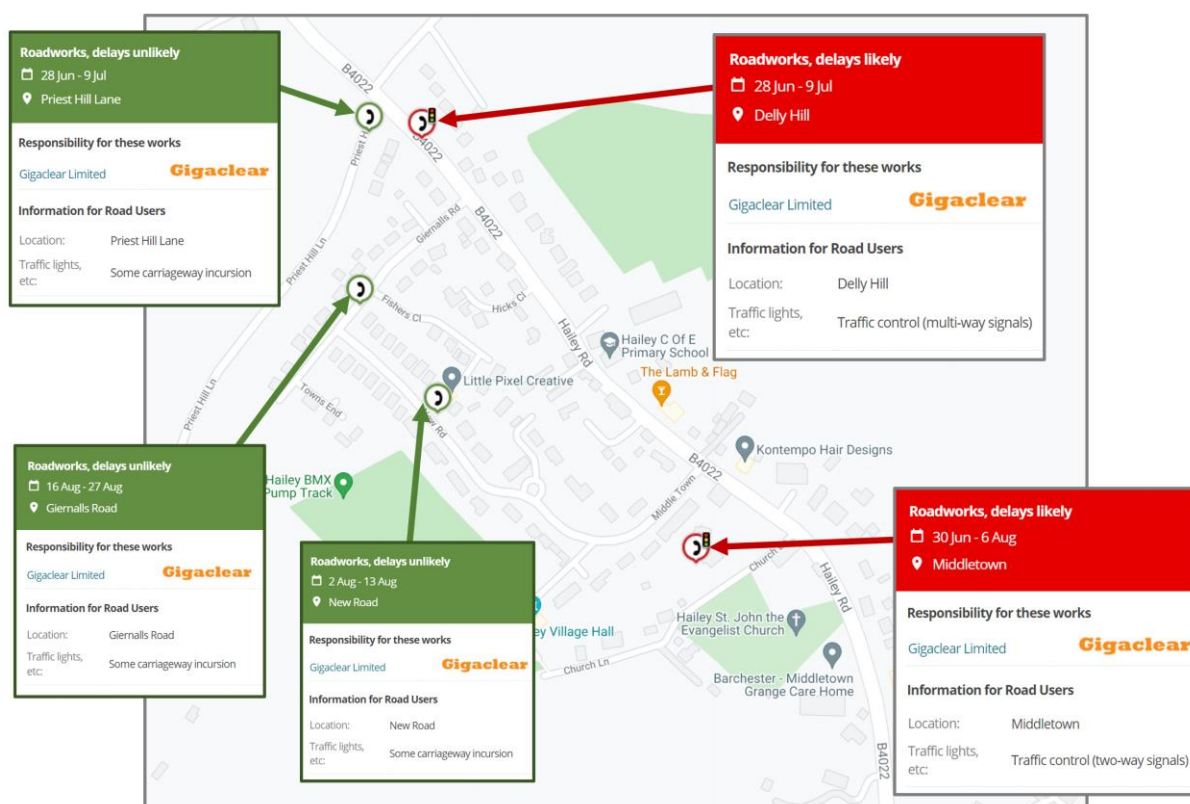 Roadworks, delays unlikely
28 Jun - 9 Jul
Priest Hill Lane
Responsibility for these works
Gigaclear Limited Gigaclear
Information for Road Users
Location: Priest Hill Lane
Traffic lights, etc: Some carriageway incursion
Roadworks, delays likely
28 Jun - 9 Jul
Delly Hill
Responsibility for these works
Gigaclear Limited Gigaclear
Information for Road Users
Location: Delly Hill
Traffic lights, etc: Traffic control (multi-way signals)
B4022
B4022
Priest H
Giernalls Rd
B4022
Priest Hill Ln
Fishers Cl
Hicks Cl
Hailey Rd
Hailey C Of E
Primary School
The Lamb & Flag
Little Pixel Creative
Towns End
Priest Hill Ln
New Rd
Kontempo Hair Designs
B4022
Hailey BMX
Pump Track
Middle Town
Church L
Hailey Rd
Hailey St. John the
Evangelist Church
ey Village Hall
Church Ln
Barchester - Middletown
Grange Care Home
B4022
Roadworks, delays unlikely
16 Aug - 27 Aug
Giernalls Road
Responsibility for these works
Gigaclear Limited Gigaclear
Information for Road Users
Location: Giernalls Road
Traffic lights, etc: Some carriageway incursion
Roadworks, delays unlikely
2 Aug - 13 Aug
New Road
Responsibility for these works
Gigaclear Limited Gigaclear
Information for Road Users
Location: New Road
Traffic lights, etc: Some carriageway incursion
Roadworks, delays likely
30 Jun - 6 Aug
Middletown
Responsibility for these works
Gigaclear Limited Gigaclear
Information for Road Users
Location: Middletown
Traffic lights, etc: Traffic control (two-way signals)